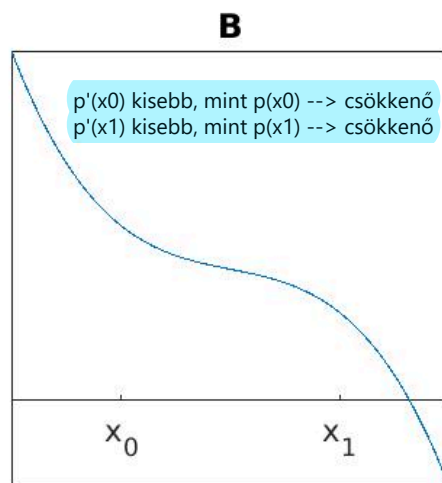 B
p'(x0) kisebb, mint p(x0) --> csökkenő
p'(x1) kisebb, mint p(x1) --> csökkenő
x₀ x₁